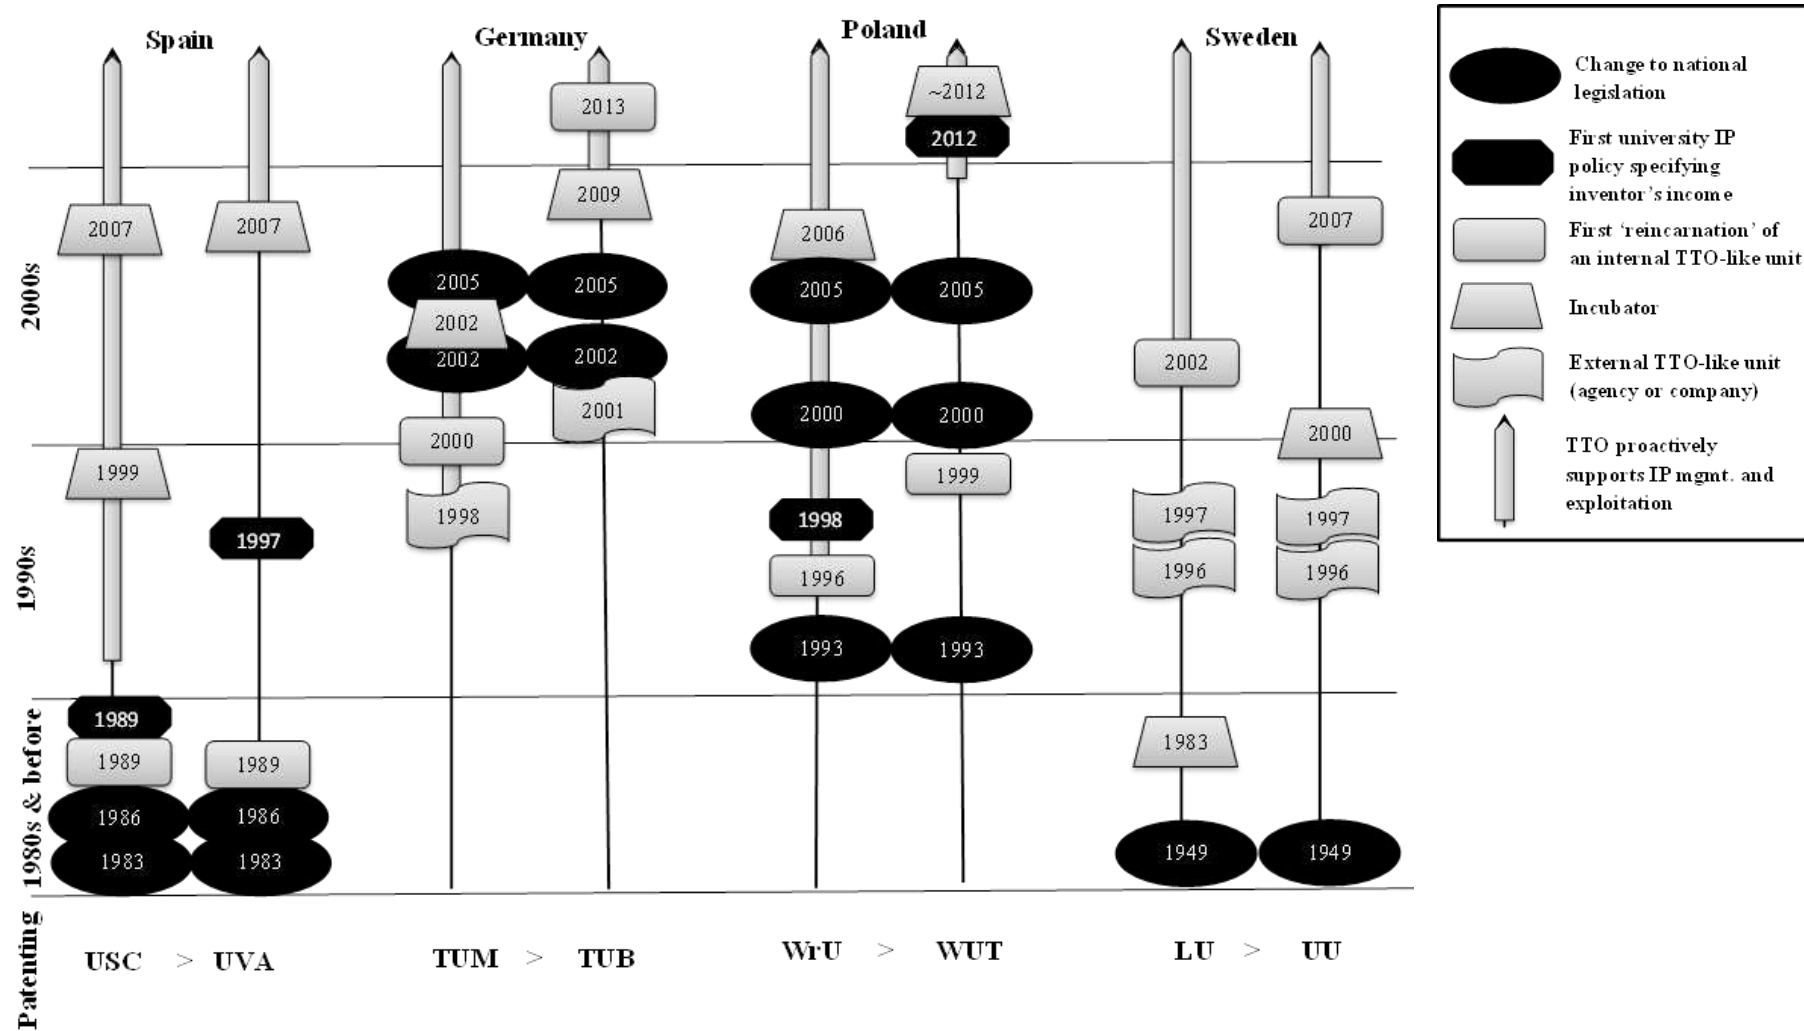 Spain
Germany
Poland
Sweden
2013
~2012
2012
2009
2007
2007
2006
2007
2005
2005
2005
2005
2002
2002
2002
2002
2001
2000
2000
2000
2000
1999
1999
1998
1998
1997
1997
1997
1996
1996
1996
1993
1993
1989
1983
1989
1989
1986
1986
1983
1983
1949
1949
2000s
1990s
1980s & before
Patenting
USC > UVA
TUM > TUB
WrU > WUT
LU > UU
Change to national
legislation
First university IP
policy specifying
inventor’s income
First ‘reincarnation’ of
an internal TTO-like unit
Incubator
External TTO-like unit
(agency or company)
TTO proactively
supports IP mgmt. and
exploitation